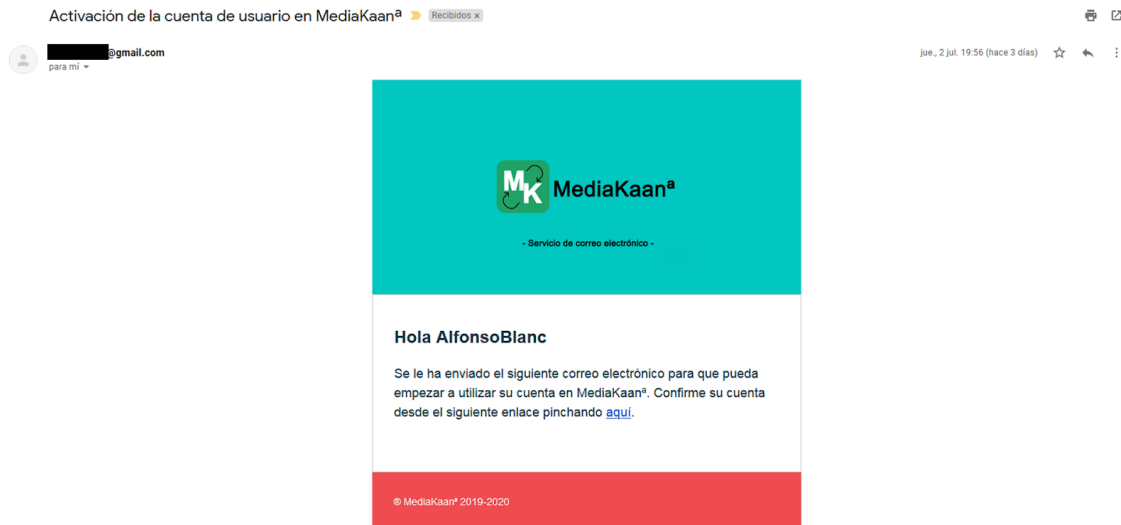 Activación de la cuenta de usuario en MediaKaanª Recibidos x
@gmail.com
jue., 2 jul. 19:56 (hace 3 días)
para mí
MK MediaKaanª
- Servicio de correo electrónico -
Hola AlfonsoBlanc
Se le ha enviado el siguiente correo electrónico para que pueda
empezar a utilizar su cuenta en MediaKaanª. Confirme su cuenta
desde el siguiente enlace pinchando aquí.
® MediaKaanª 2019-2020